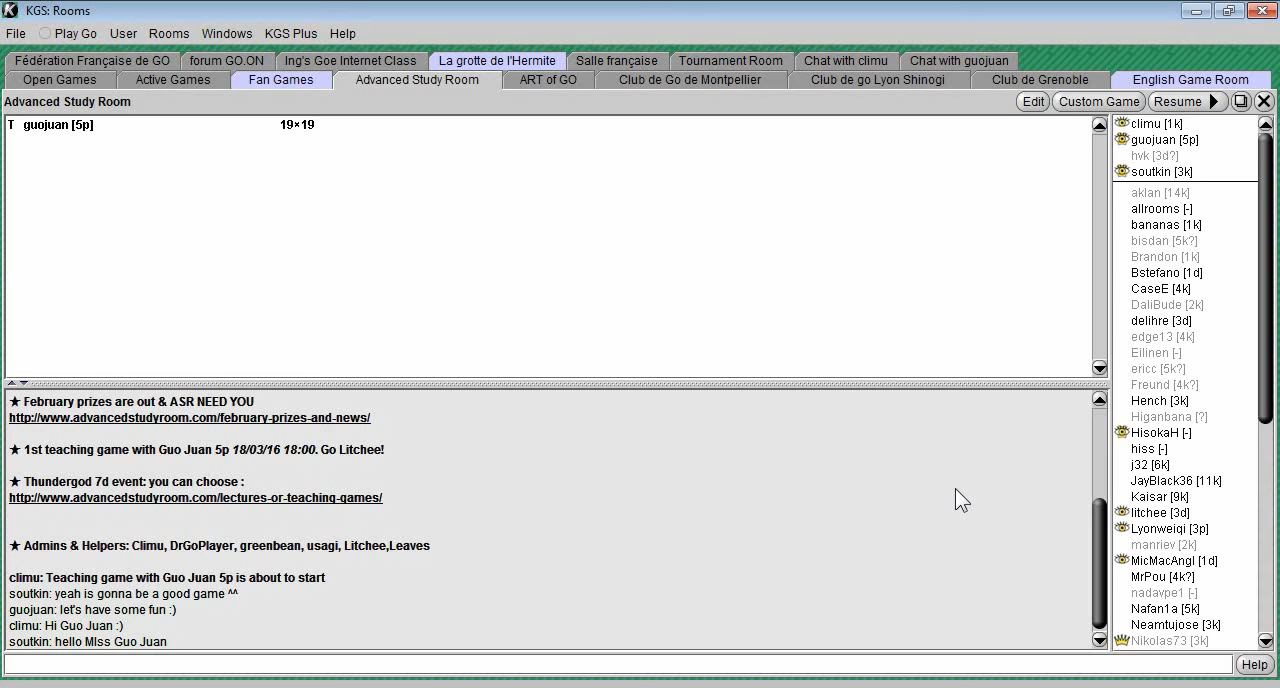 KGS: Rooms
File Play Go User Rooms Windows KGS Plus Help
Fédération Française de GO forum GO.ON Ing's Goe Internet Class La grotte de l'Hermite Salle française Tournament Room Chat with climu Chat with guojuan
Open Games Active Games Fan Games Advanced Study Room ART of GO Club de Go de Montpellier Club de go Lyon Shinogi Club de Grenoble English Game Room
Advanced Study Room Edit Custom Game Resume
T guojuan [5p] 19×19
★ February prizes are out & ASR NEED YOU
http://www.advancedstudyroom.com/february-prizes-and-news/
★ 1st teaching game with Guo Juan 5p 18/03/16 18:00. Go Litchee!
★ Thundergod 7d event: you can choose :
http://www.advancedstudyroom.com/lectures-or-teaching-games/
★ Admins & Helpers: Climu, DrGoPlayer, greenbean, usagi, Litchee,Leaves
climu: Teaching game with Guo Juan 5p is about to start
soutkin: yeah is gonna be a good game ^^
guojuan: let's have some fun :)
climu: Hi Guo Juan :)
soutkin: hello MIss Guo Juan
climu [1k]
guojuan [5p]
hvk [3d?]
soutkin [3k]
aklan [14k]
allrooms [-]
bananas [1k]
bisdan [5k?]
Brandon [1k]
Bstefano [1d]
CaseE [4k]
DaliBude [2k]
delihre [3d]
edge13 [4k]
Eilinen [-]
ericc [5k?]
Freund [4k?]
Hench [3k]
Higanbana [?]
HisokaH [-]
hiss [-]
j32 [6k]
JayBlack36 [11k]
Kaisar [9k]
litchee [3d]
Lyonweiqi [3p]
manriev [2k]
MicMacAngl [1d]
MrPou [4k?]
nadavpe1 [-]
Nafan1a [5k]
Neamtujose [3k]
Nikolas73 [3k]
Help